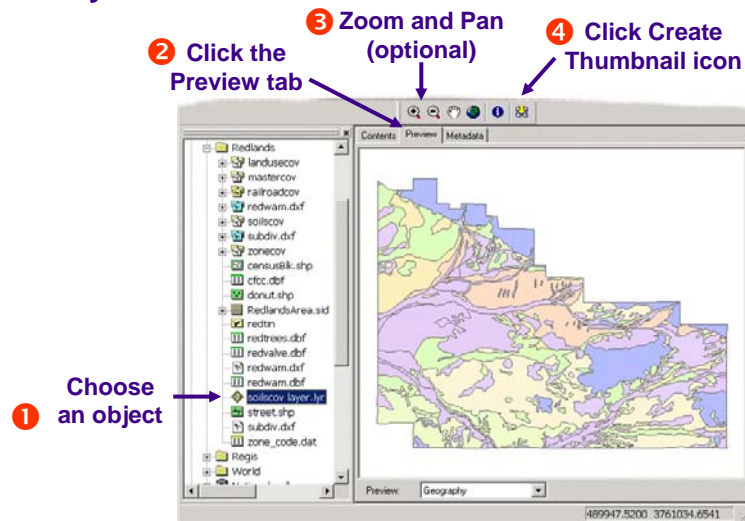 3 Zoom and Pan
(optional)
4 Click Create
Thumbnail icon
2 Click the
Preview tab
Contents Preview Metadata
Redlands
landusecov
mastercov
railroadcov
redwam.dxf
soilscov
subdiv.dxf
zonecov
censusBlk.shp
cfcc.dbf
donut.shp
RedlandsArea.sid
redtin
redtrees.dbf
redvalve.dbf
redwam.dxf
redwam.dbf
soilscov layer.lyr
street.shp
subdiv.dxf
zone_code.dat
Regis
World
1 Choose
an object
Preview: Geography
489947.5200 3761034.6541